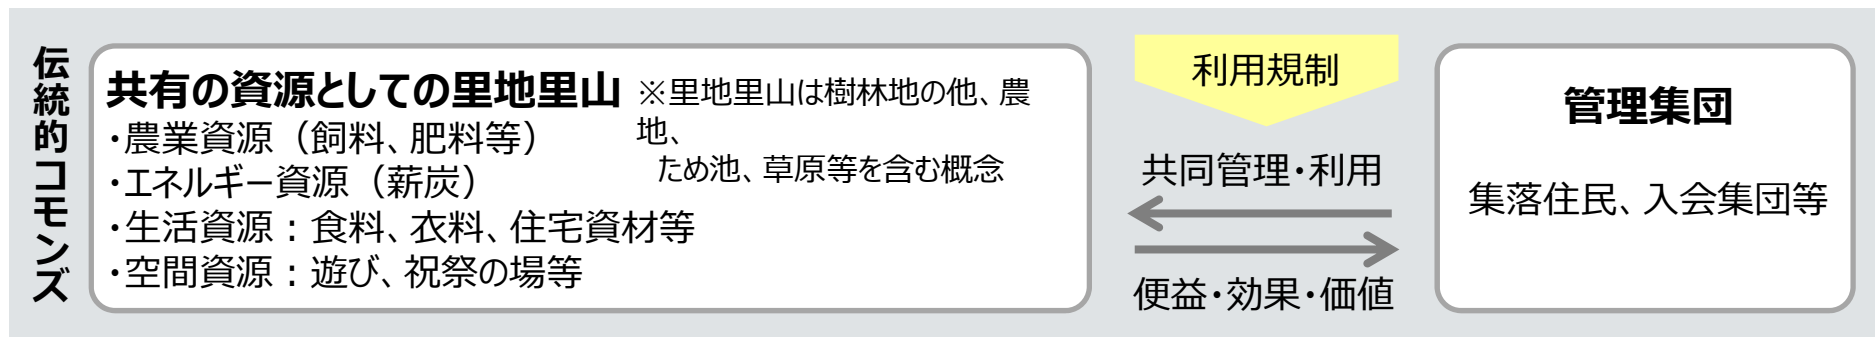 伝統的コモンズ
共有の資源としての里地里山 ※里地里山は樹林地の他、農
地、
ため池、草原等を含む概念
・農業資源（飼料、肥料等）
・エネルギー資源（薪炭）
・生活資源：食料、衣料、住宅資材等
・空間資源：遊び、祝祭の場等
利用規制
共同管理・利用
便益・効果・価値
管理集団
集落住民、入会集団等